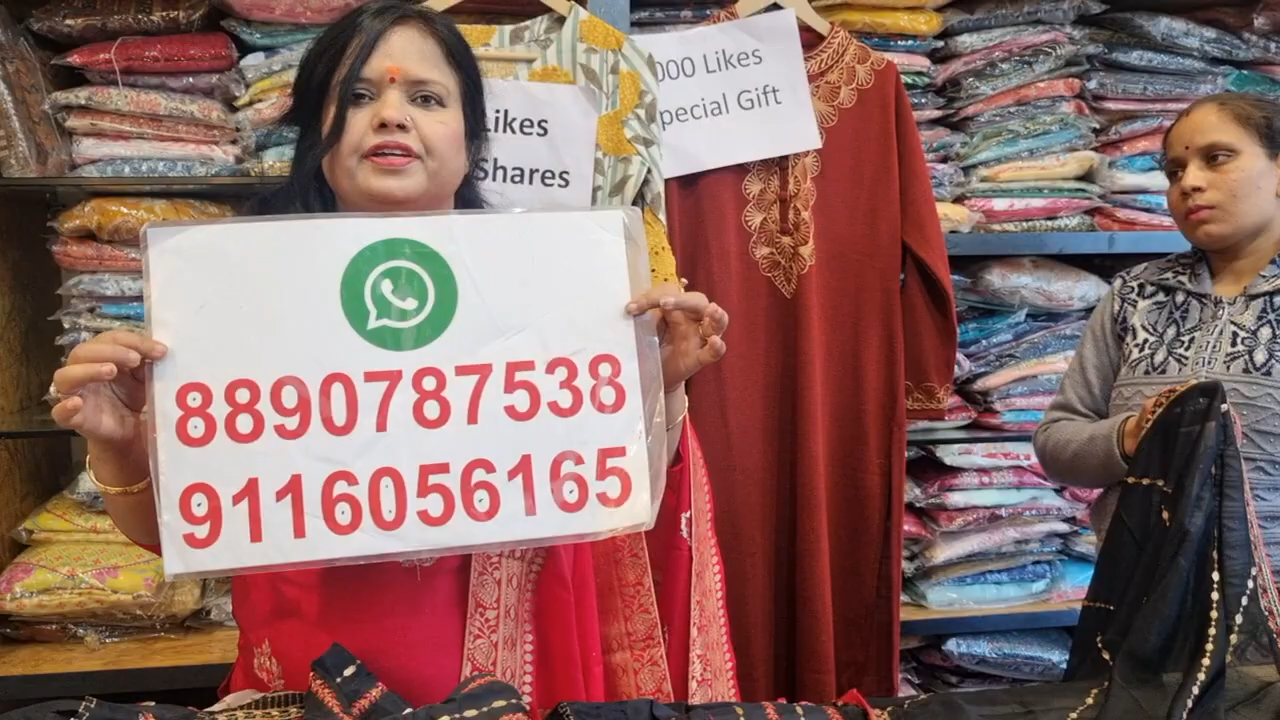 Likes
Shares
000 Likes
pecial Gift
8890787538
9116056165